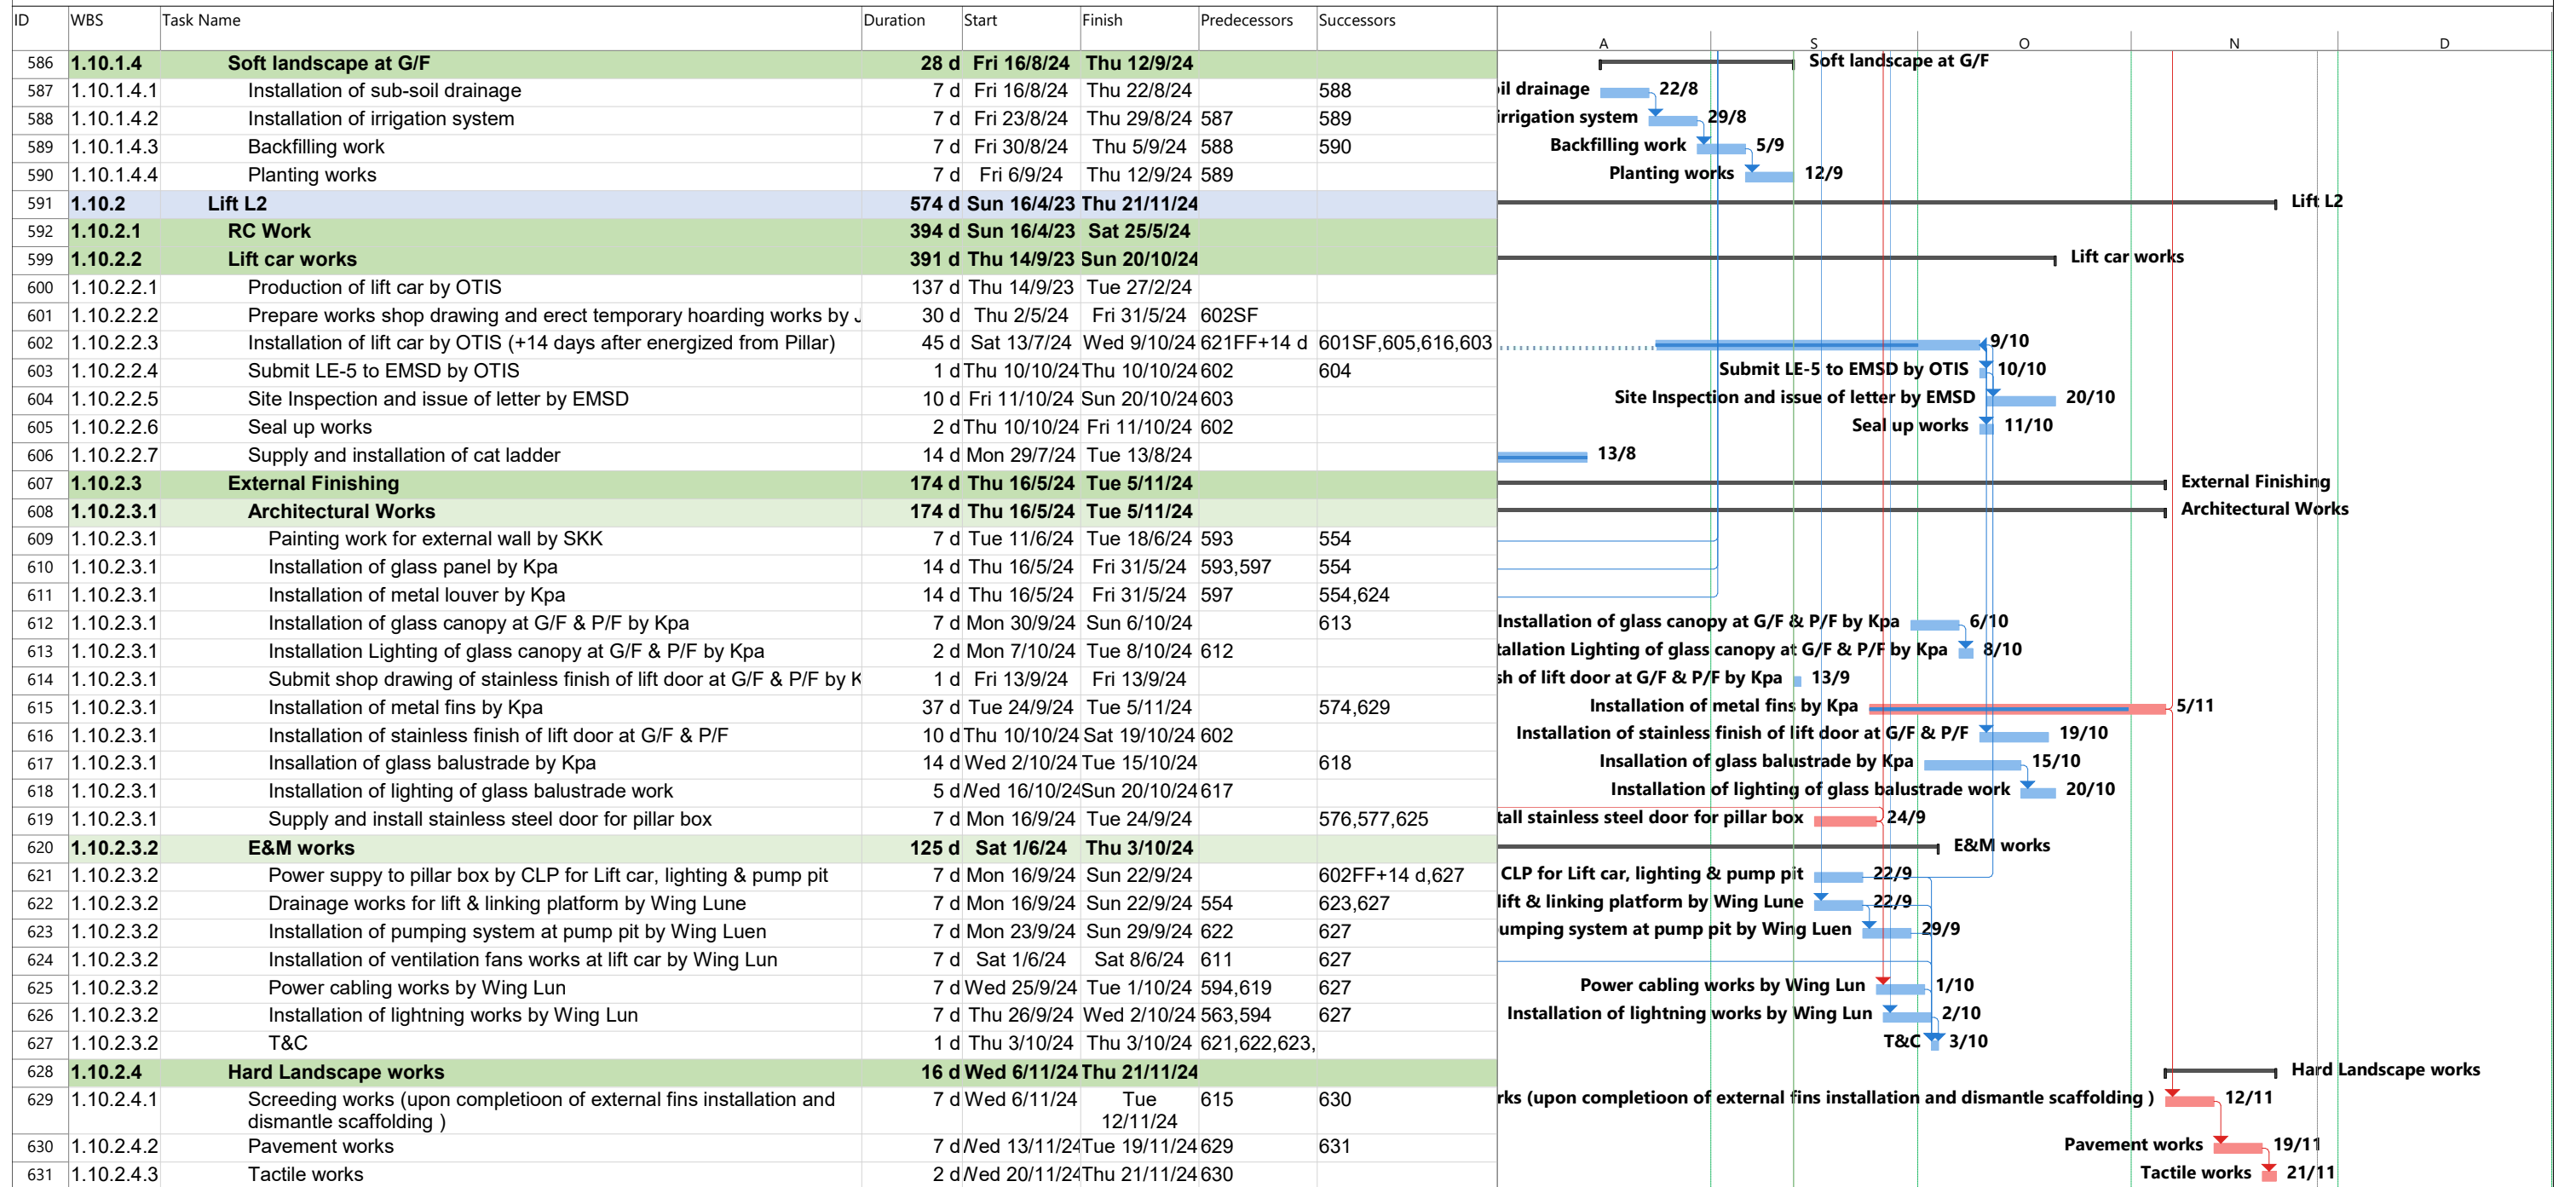 ID WBS Task Name Duration Start Finish Predecessors Successors
A S O N D
586 1.10.1.4 Soft landscape at G/F 28 d Fri 16/8/24 Thu 12/9/24 Soft landscape at G/F
587 1.10.1.4.1 Installation of sub-soil drainage 7 d Fri 16/8/24 Thu 22/8/24 588 oil drainage 22/8
588 1.10.1.4.2 Installation of irrigation system 7 d Fri 23/8/24 Thu 29/8/24 587 589 irrigation system 29/8
589 1.10.1.4.3 Backfilling work 7 d Fri 30/8/24 Thu 5/9/24 588 590 Backfilling work 5/9
590 1.10.1.4.4 Planting works 7 d Fri 6/9/24 Thu 12/9/24 589 Planting works 12/9
591 1.10.2 Lift L2 574 d Sun 16/4/23 Thu 21/11/24 Lift L2
592 1.10.2.1 RC Work 394 d Sun 16/4/23 Sat 25/5/24
599 1.10.2.2 Lift car works 391 d Thu 14/9/23 Sun 20/10/24 Lift car works
600 1.10.2.2.1 Production of lift car by OTIS 137 d Thu 14/9/23 Tue 27/2/24
601 1.10.2.2.2 Prepare works shop drawing and erect temporary hoarding works by J 30 d Thu 2/5/24 Fri 31/5/24 602SF
602 1.10.2.2.3 Installation of lift car by OTIS (+14 days after energized from Pillar) 45 d Sat 13/7/24 Wed 9/10/24 621FF+14 d 601SF,605,616,603 9/10
603 1.10.2.2.4 Submit LE-5 to EMSD by OTIS 1 d Thu 10/10/24 Thu 10/10/24 602 604 Submit LE-5 to EMSD by OTIS 10/10
604 1.10.2.2.5 Site Inspection and issue of letter by EMSD 10 d Fri 11/10/24 Sun 20/10/24 603 Site Inspection and issue of letter by EMSD 20/10
605 1.10.2.2.6 Seal up works 2 d Thu 10/10/24 Fri 11/10/24 602 Seal up works 11/10
606 1.10.2.2.7 Supply and installation of cat ladder 14 d Mon 29/7/24 Tue 13/8/24 13/8
607 1.10.2.3 External Finishing 174 d Thu 16/5/24 Tue 5/11/24 External Finishing
608 1.10.2.3.1 Architectural Works 174 d Thu 16/5/24 Tue 5/11/24 Architectural Works
609 1.10.2.3.1 Painting work for external wall by SKK 7 d Tue 11/6/24 Tue 18/6/24 593 554
610 1.10.2.3.1 Installation of glass panel by Kpa 14 d Thu 16/5/24 Fri 31/5/24 593,597 554
611 1.10.2.3.1 Installation of metal louver by Kpa 14 d Thu 16/5/24 Fri 31/5/24 597 554,624
612 1.10.2.3.1 Installation of glass canopy at G/F & P/F by Kpa 7 d Mon 30/9/24 Sun 6/10/24 613 Installation of glass canopy at G/F & P/F by Kpa 6/10
613 1.10.2.3.1 Installation Lighting of glass canopy at G/F & P/F by Kpa 2 d Mon 7/10/24 Tue 8/10/24 612 tallation Lighting of glass canopy at G/F & P/F by Kpa 8/10
614 1.10.2.3.1 Submit shop drawing of stainless finish of lift door at G/F & P/F by K 1 d Fri 13/9/24 Fri 13/9/24 sh of lift door at G/F & P/F by Kpa 13/9
615 1.10.2.3.1 Installation of metal fins by Kpa 37 d Tue 24/9/24 Tue 5/11/24 574,629 Installation of metal fins by Kpa 5/11
616 1.10.2.3.1 Installation of stainless finish of lift door at G/F & P/F 10 d Thu 10/10/24 Sat 19/10/24 602 Installation of stainless finish of lift door at G/F & P/F 19/10
617 1.10.2.3.1 Insallation of glass balustrade by Kpa 14 d Wed 2/10/24 Tue 15/10/24 618 Insallation of glass balustrade by Kpa 15/10
618 1.10.2.3.1 Installation of lighting of glass balustrade work 5 d Wed 16/10/24 Sun 20/10/24 617 Installation of lighting of glass balustrade work 20/10
619 1.10.2.3.1 Supply and install stainless steel door for pillar box 7 d Mon 16/9/24 Tue 24/9/24 576,577,625 tall stainless steel door for pillar box 24/9
620 1.10.2.3.2 E&M works 125 d Sat 1/6/24 Thu 3/10/24 E&M works
621 1.10.2.3.2 Power suppy to pillar box by CLP for Lift car, lighting & pump pit 7 d Mon 16/9/24 Sun 22/9/24 602FF+14 d,627 CLP for Lift car, lighting & pump pit 22/9
622 1.10.2.3.2 Drainage works for lift & linking platform by Wing Lune 7 d Mon 16/9/24 Sun 22/9/24 554 623,627 lift & linking platform by Wing Lune 22/9
623 1.10.2.3.2 Installation of pumping system at pump pit by Wing Luen 7 d Mon 23/9/24 Sun 29/9/24 622 627 umping system at pump pit by Wing Luen 29/9
624 1.10.2.3.2 Installation of ventilation fans works at lift car by Wing Lun 7 d Sat 1/6/24 Sat 8/6/24 611 627
625 1.10.2.3.2 Power cabling works by Wing Lun 7 d Wed 25/9/24 Tue 1/10/24 594,619 627 Power cabling works by Wing Lun 1/10
626 1.10.2.3.2 Installation of lightning works by Wing Lun 7 d Thu 26/9/24 Wed 2/10/24 563,594 627 Installation of lightning works by Wing Lun 2/10
627 1.10.2.3.2 T&C 1 d Thu 3/10/24 Thu 3/10/24 621,622,623, T&C 3/10
628 1.10.2.4 Hard Landscape works 16 d Wed 6/11/24 Thu 21/11/24 Hard Landscape works
629 1.10.2.4.1 Screeding works (upon completioon of external fins installation and 7 d Wed 6/11/24 Tue 615 630 rks (upon completioon of external fins installation and dismantle scaffolding ) 12/11
dismantle scaffolding ) 12/11/24
630 1.10.2.4.2 Pavement works 7 d Wed 13/11/24 Tue 19/11/24 629 631 Pavement works 19/11
631 1.10.2.4.3 Tactile works 2 d Wed 20/11/24 Thu 21/11/24 630 Tactile works 21/11